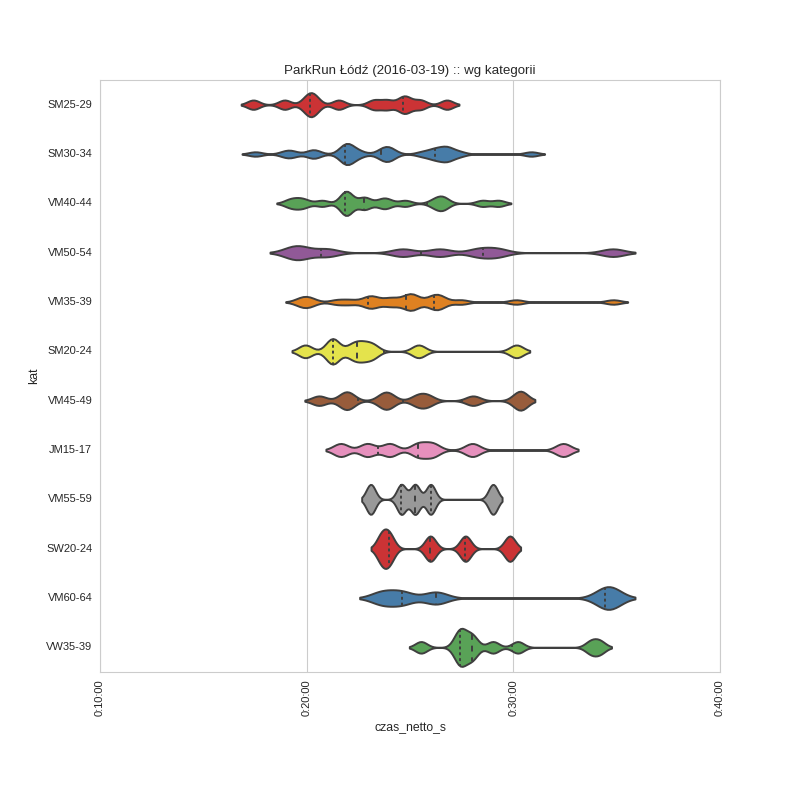 ParkRun Łódź (2016-03-19) :: wg kategorii
SM25-29
SM30-34
VM40-44
VM50-54
VM35-39
SM20-24
VM45-49
JM15-17
VM55-59
SW20-24
VM60-64
VW35-39
kat
0:10:00
0:20:00
0:30:00
0:40:00
czas_netto_s